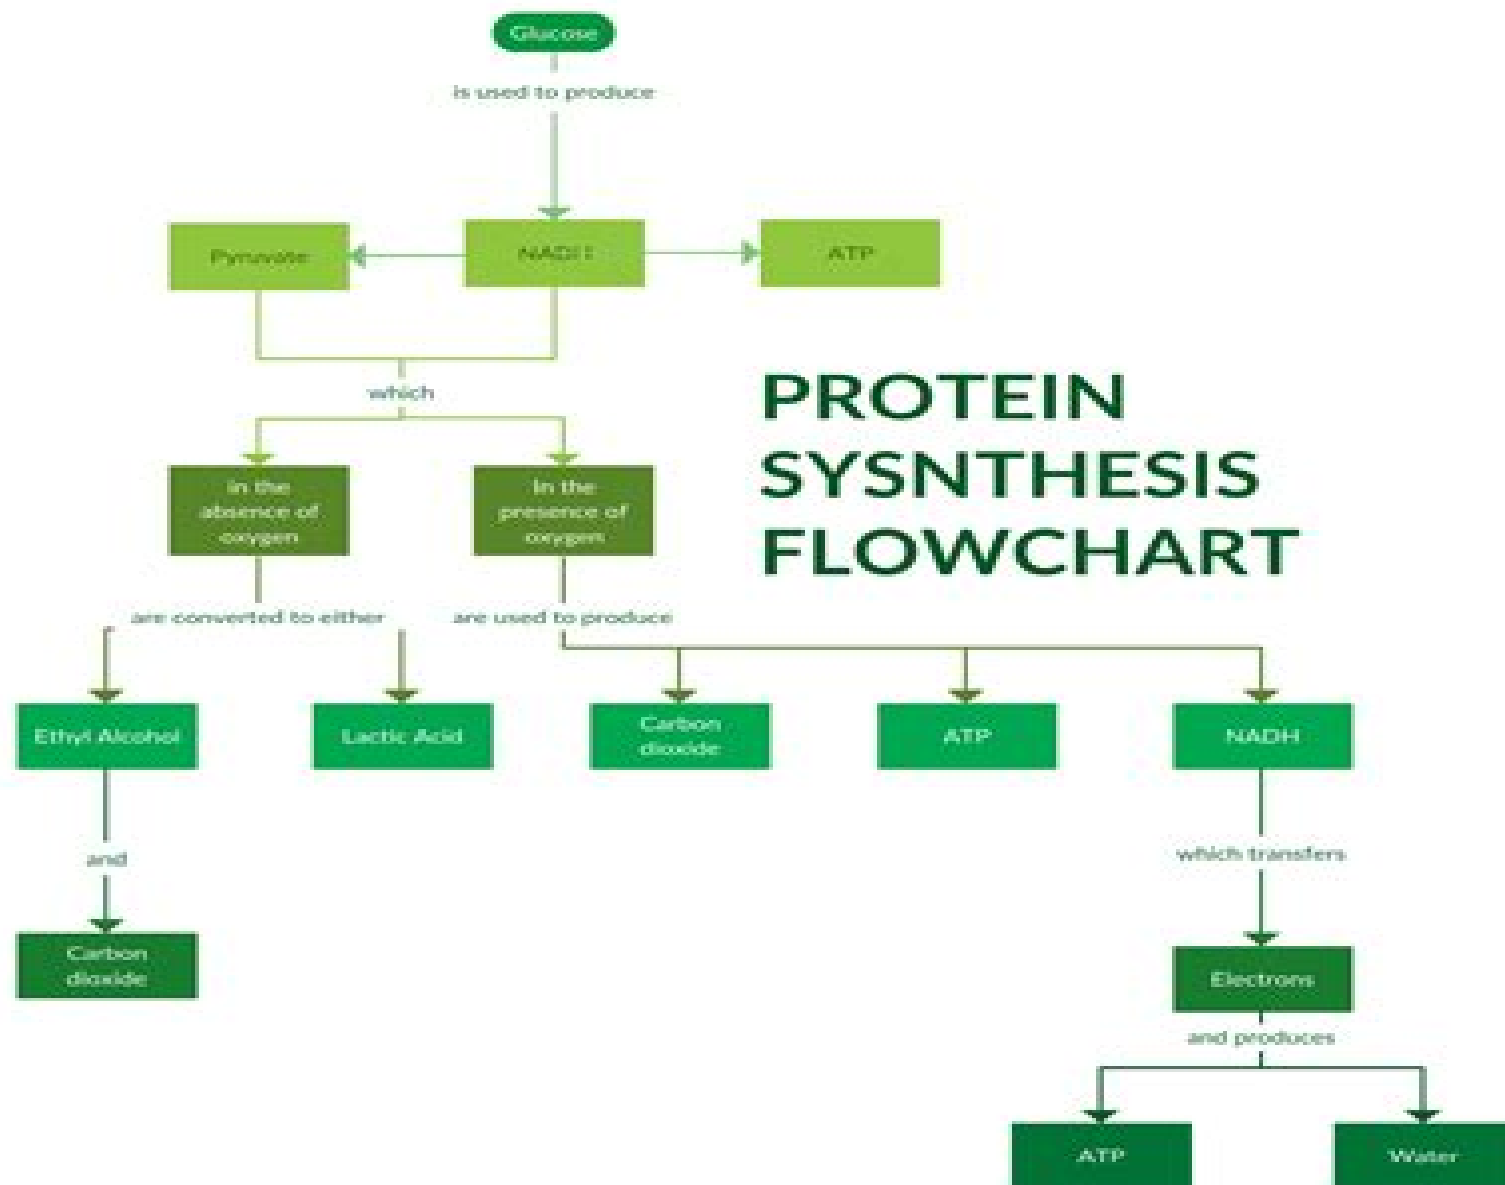 Glucose
is used to produce
Pyruvate
NADH
ATP
which
PROTEIN
SYSNTHESIS
FLOWCHART
in the
absence of
oxygen
In the
presence of
oxygen
are converted to either
are used to produce
Ethyl Alcohol
Lactic Acid
Carbon
dioxide
ATP
NADH
and
which transfers
Carbon
dioxide
Electrons
and produces
ATP
Water